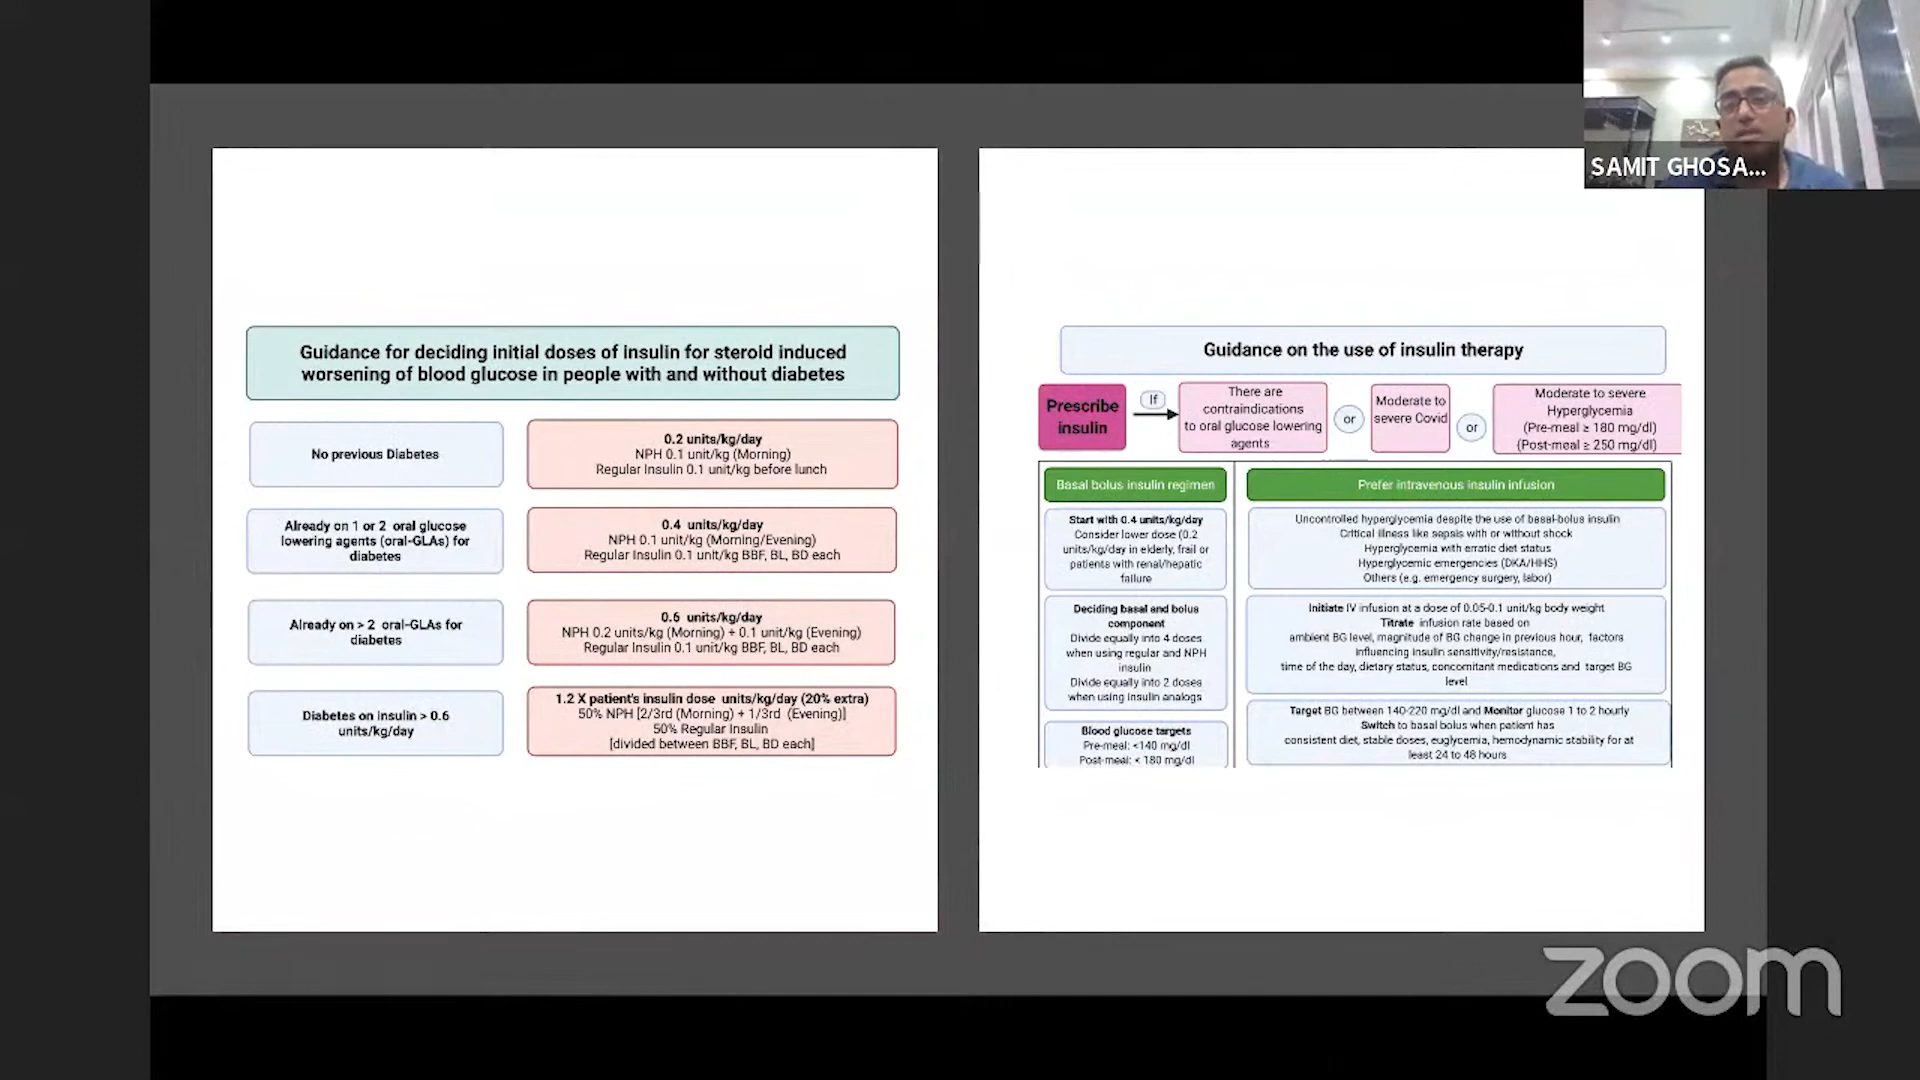 SAMIT GHOSA...
Guidance for deciding initial doses of insulin for steroid induced
worsening of blood glucose in people with and without diabetes
No previous Diabetes
0.2 units/kg/day
NPH 0.1 unit/kg (Morning)
Regular Insulin 0.1 unit/kg before lunch
Already on 1 or 2 oral glucose
lowering agents (oral-GLAs) for
diabetes
0.4 units/kg/day
NPH 0.1 unit/kg (Morning/Evening)
Regular Insulin 0.1 unit/kg BBF, BL, BD each
Already on > 2 oral-GLAs for
diabetes
0.6 units/kg/day
NPH 0.2 units/kg (Morning) + 0.1 unit/kg (Evening)
Regular Insulin 0.1 unit/kg BBF, BL, BD each
Diabetes on insulin > 0.6
units/kg/day
1.2 X patient's insulin dose units/kg/day (20% extra)
50% NPH [2/3rd (Morning) + 1/3rd (Evening)]
50% Regular Insulin
[divided between BBF, BL, BD each]
Guidance on the use of insulin therapy
Prescribe
insulin
If
There are
contraindications
to oral glucose lowering
agents
or
Moderate to
severe Covid
or
Moderate to severe
Hyperglycemia
(Pre-meal ≥ 180 mg/dl)
(Post-meal ≥ 250 mg/dl)
Basal bolus insulin regimen
Start with 0.4 units/kg/day
Consider lower dose (0.2
units/kg/day in elderly, frail or
patients with renal/hepatic
failure
Deciding basal and bolus
component
Divide equally into 4 doses
when using regular and NPH
insulin
Divide equally into 2 doses
when using insulin analogs
Blood glucose targets
Pre-meal: <140 mg/dl
Post-meal: < 180 mg/dl
Prefer intravenous insulin infusion
Uncontrolled hyperglycemia despite the use of basal-bolus insulin
Critical illness like sepsis with or without shock
Hyperglycemia with erratic diet status
Hyperglycemic emergencies (DKA/HHS)
Others (e.g. emergency surgery, labor)
Initiate IV infusion at a dose of 0.05-0.1 unit/kg body weight
Titrate infusion rate based on
ambient BG level, magnitude of BG change in previous hour, factors
influencing insulin sensitivity/resistance,
time of the day, dietary status, concomitant medications and target BG
level
Target BG between 140-220 mg/dl and Monitor glucose 1 to 2 hourly
Switch to basal bolus when patient has
consistent diet, stable doses, euglycemia, hemodynamic stability for at
least 24 to 48 hours
zoom